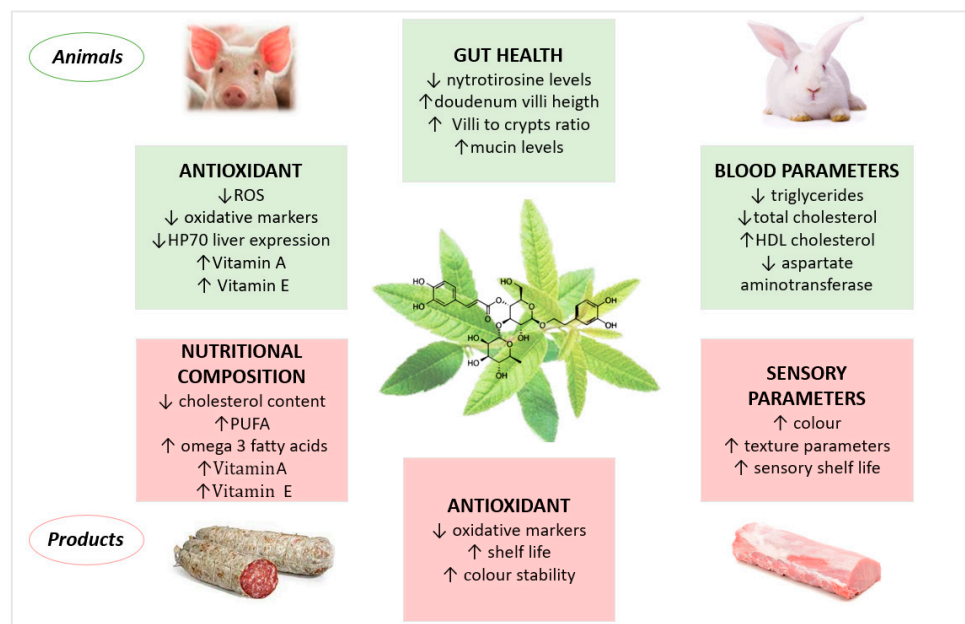 Animals
GUT HEALTH
↓ nytrotirosine levels
↑doudenum villi heigth
↑ Villi to crypts ratio
↑mucin levels
ANTIOXIDANT
↓ROS
↓ oxidative markers
↓HP70 liver expression
↑Vitamin A
↑ Vitamin E
BLOOD PARAMETERS
↓ triglycerides
↓total cholesterol
↑HDL cholesterol
↓ aspartate
aminotransferase
HO
HO
O
O
HO
O
O
OH
OH
HO
O
OH
HO
HO
O
OH
NUTRITIONAL
COMPOSITION
↓ cholesterol content
↑PUFA
↑ omega 3 fatty acids
↑VitaminA
↑Vitamin E
SENSORY
PARAMETERS
↑ colour
↑ texture parameters
↑ sensory shelf life
ANTIOXIDANT
↓ oxidative markers
↑ shelf life
↑ colour stability
Products